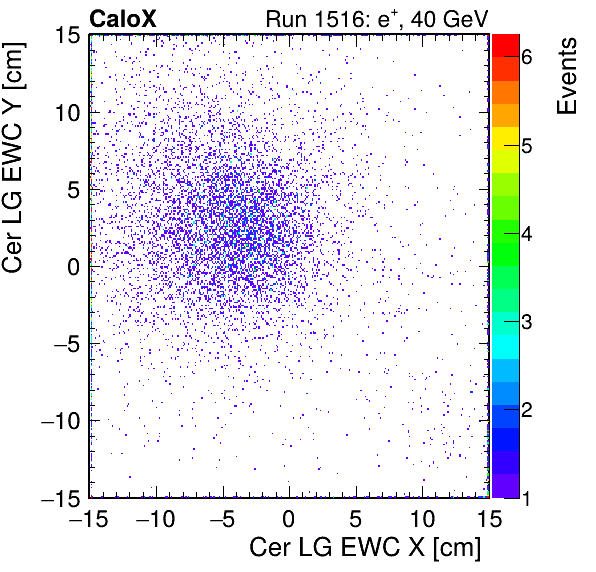 CaloX Run 1516: e+, 40 GeV
Cer LG EWC Y [cm]
15
10
5
0
−5
−10
−15
−15 −10 −5 0 5 10 15
Cer LG EWC X [cm]
Events
6
5
4
3
2
1